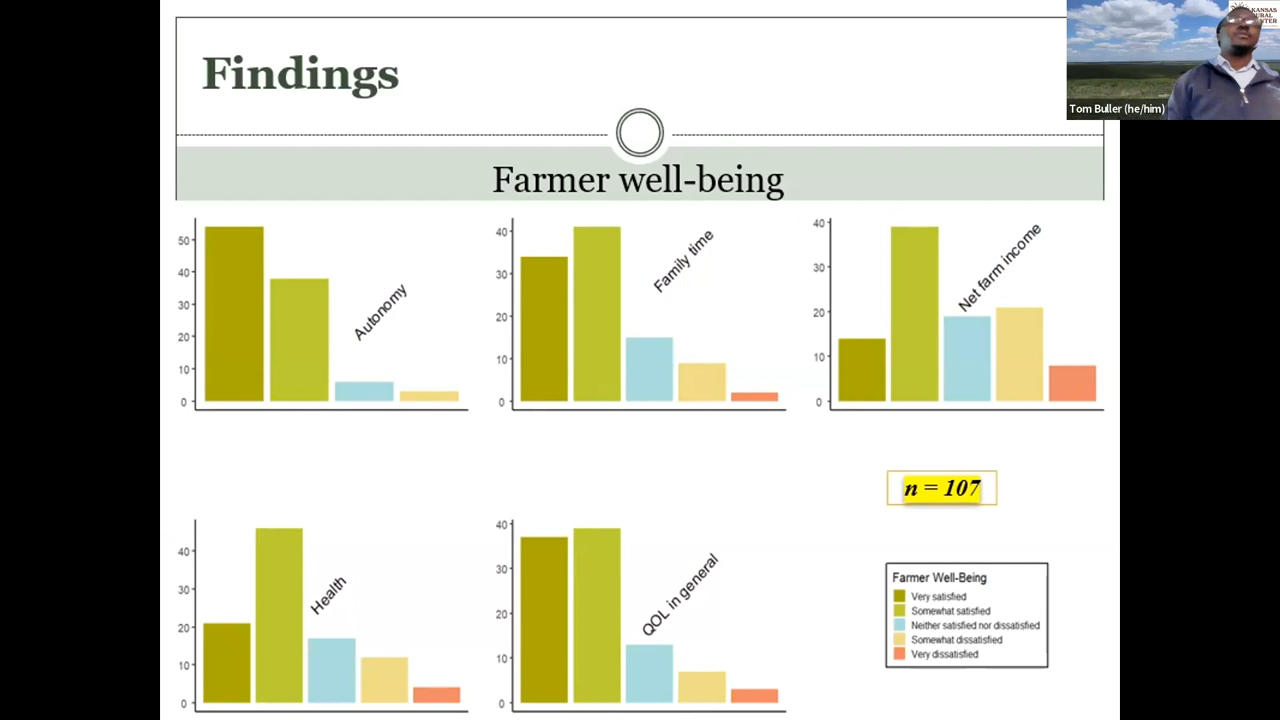 Findings
Farmer well-being
KANSAS
RURAL
CENTER
Tom Buller (he/him)
50
40
30
20
10
0
Autonomy
40
30
20
10
0
Family time
40
30
20
10
0
Net farm income
40
30
20
10
0
Health
40
30
20
10
0
QOL in general
n = 107
Farmer Well-Being
Very satisfied
Somewhat satisfied
Neither satisfied nor dissatisfied
Somewhat dissatisfied
Very dissatisfied